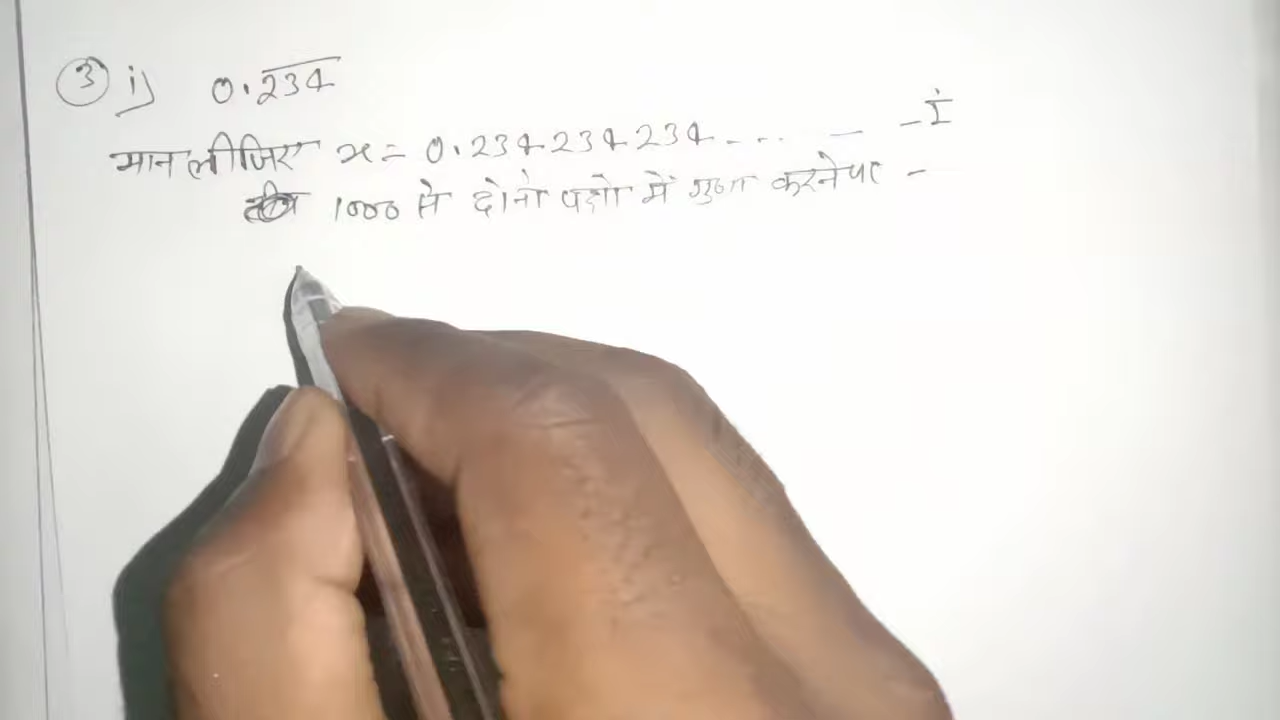 ③ i) 0.2̅3̅4̅
मान लीजिए x = 0.234234234 - - - - - I
1000 से दोनो पक्षो में गुणा करने पर -